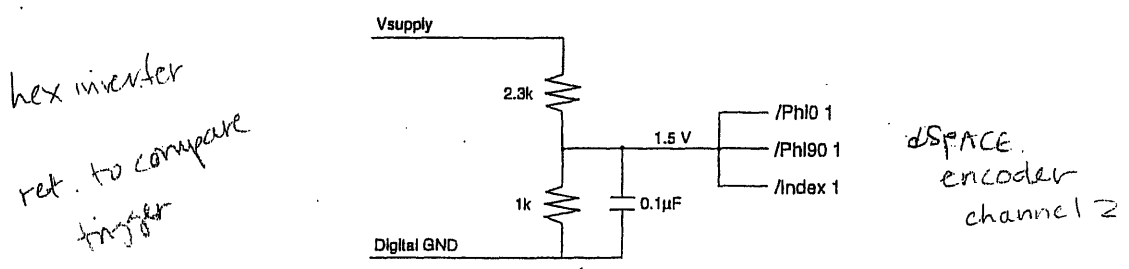 Vsupply
hex inverter
2.3k
ref. to compare
trigger
/PhI0 1
1.5 V
/PhI90 1
/Index 1
dSPACE
encoder
channel 2
1k
0.1µF
Digital GND